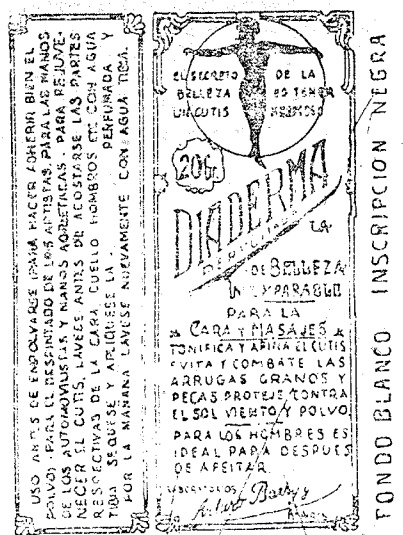 USO ANTES DE EMPOLVARSE (PARA HACER ADHERIR BIEN EL
POLVO) (PARA EL DESPINTADO DE LOS ARTISTAS, PARA LAS MANOS
DE LOS AUTOMOVILISTAS Y MANOS AGRIETADAS. PARA REJUVE-
NECER EL CUTIS, LAVESE ANTES DE ACOSTARSE LAS PARTES
RESPECTIVAS DE LA CARA CUELLO HOMBROS ETC CON AGUA
TIBIA SEQUESE Y APLIQUESE LA PERFUMADA Y
POR LA MAÑANA LAVESE NUEVAMENTE CON AGUA TIBIA.
EL SECRETO DE LA
BELLEZA ES TENER
UN CUTIS HERMOSO
20G.
DIADERMA
LA
DE BELLEZA
INCOMPARABLE
PARA LA
CARA Y MASAJES
TONIFICA Y AFINA EL CUTIS
EVITA Y COMBATE LAS
ARRUGAS GRANOS Y
PECAS PROTEJE CONTRA
EL SOL VIENTO Y POLVO
PARA LOS HOMBRES ES
IDEAL PARA DESPUES
DE AFEITAR
LABORATORIOS
Arturo
FONDO BLANCO INSCRIPCION NEGRA